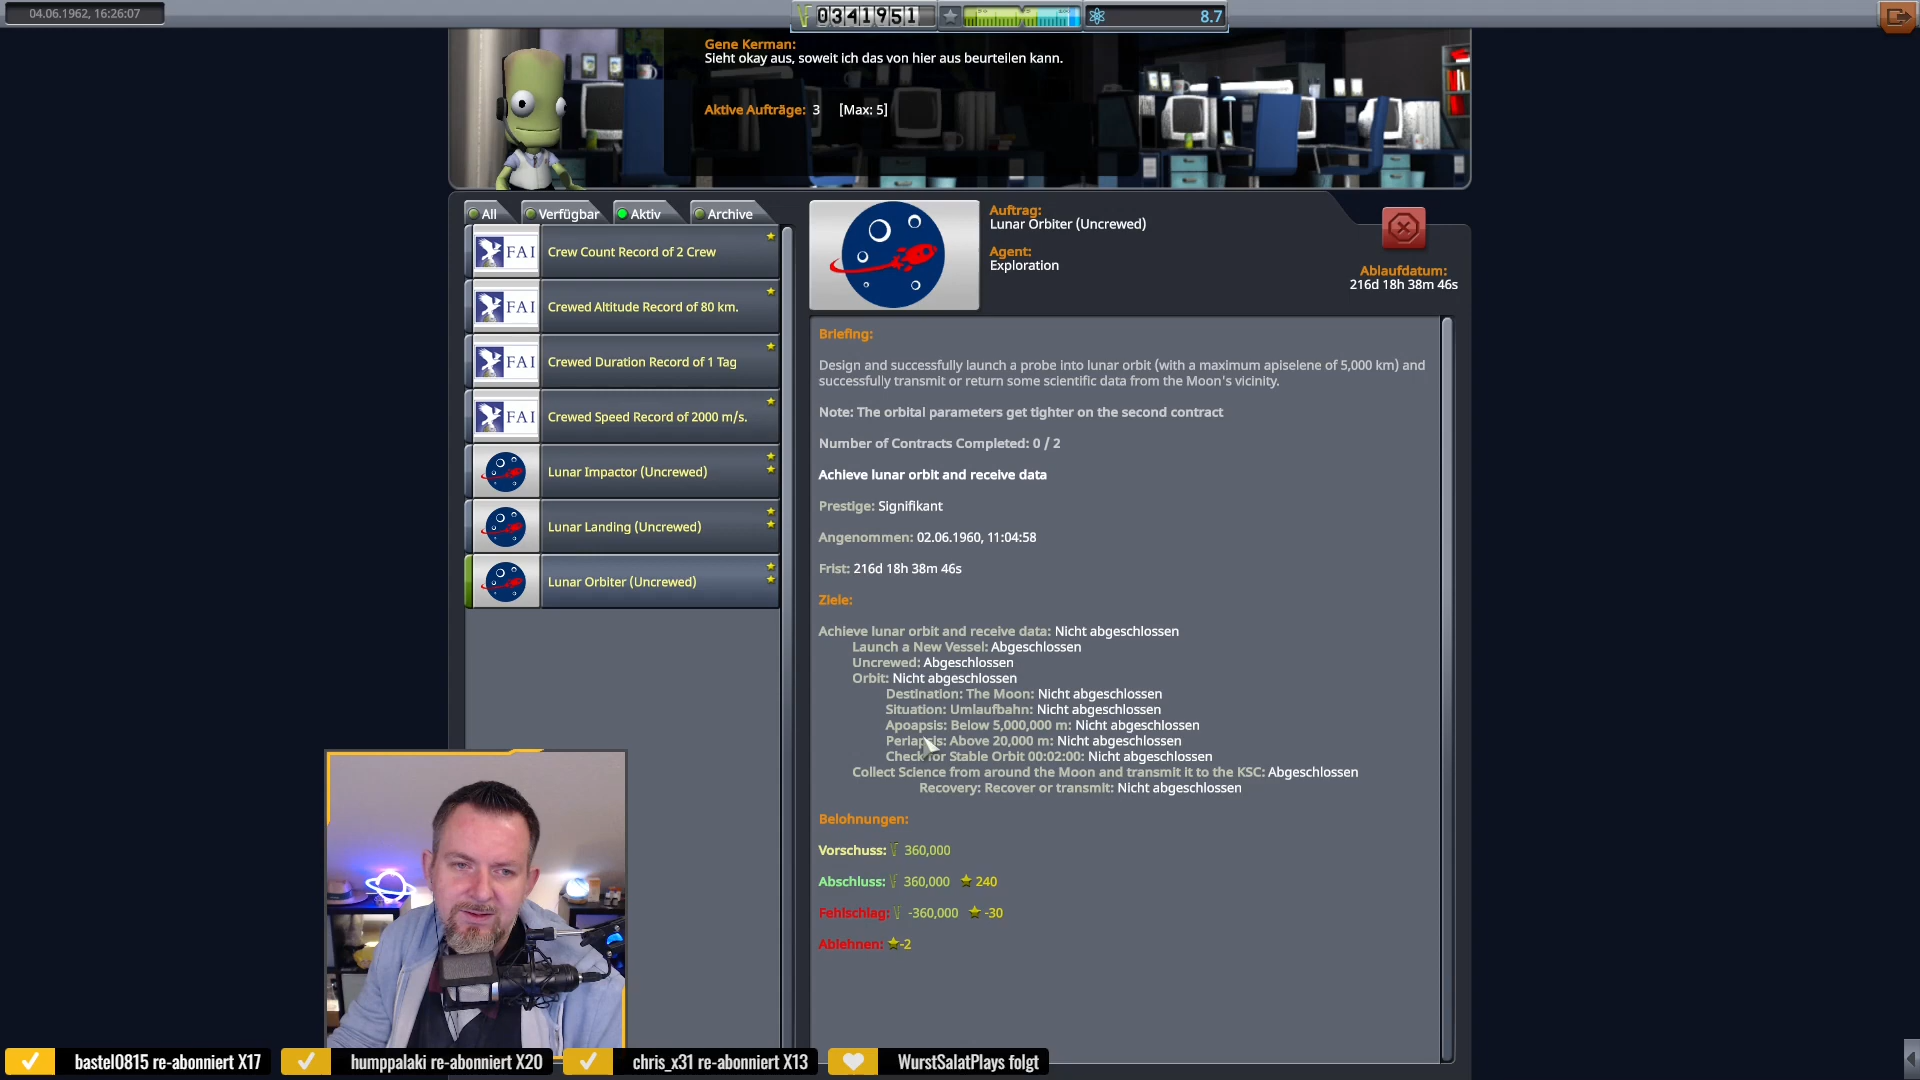 04.06.1962, 16:26:07
0341951
8.7
Gene Kerman:
Sieht okay aus, soweit ich das von hier aus beurteilen kann.
Aktive Aufträge: 3 [Max: 5]
All
Verfügbar
Aktiv
Archive
FAI
Crew Count Record of 2 Crew
FAI
Crewed Altitude Record of 80 km.
FAI
Crewed Duration Record of 1 Tag
FAI
Crewed Speed Record of 2000 m/s.
Lunar Impactor (Uncrewed)
Lunar Landing (Uncrewed)
Lunar Orbiter (Uncrewed)
Auftrag:
Lunar Orbiter (Uncrewed)
Agent:
Exploration
Ablaufdatum:
216d 18h 38m 46s
Briefing:
Design and successfully launch a probe into lunar orbit (with a maximum apiselene of 5,000 km) and
successfully transmit or return some scientific data from the Moon's vicinity.
Note: The orbital parameters get tighter on the second contract
Number of Contracts Completed: 0 / 2
Achieve lunar orbit and receive data
Prestige: Signifikant
Angenommen: 02.06.1960, 11:04:58
Frist: 216d 18h 38m 46s
Ziele:
Achieve lunar orbit and receive data: Nicht abgeschlossen
Launch a New Vessel: Abgeschlossen
Uncrewed: Abgeschlossen
Orbit: Nicht abgeschlossen
Destination: The Moon: Nicht abgeschlossen
Situation: Umlaufbahn: Nicht abgeschlossen
Apoapsis: Below 5,000,000 m: Nicht abgeschlossen
Periapsis: Above 20,000 m: Nicht abgeschlossen
Check for Stable Orbit 00:02:00: Nicht abgeschlossen
Collect Science from around the Moon and transmit it to the KSC: Abgeschlossen
Recovery: Recover or transmit: Nicht abgeschlossen
Belohnungen:
Vorschuss: 360,000
Abschluss: 360,000 240
Fehlschlag: -360,000 -30
Ablehnen: -2
bastel0815 re-abonniert X17
humppalaki re-abonniert X20
chris_x31 re-abonniert X13
WurstSalatPlays folgt